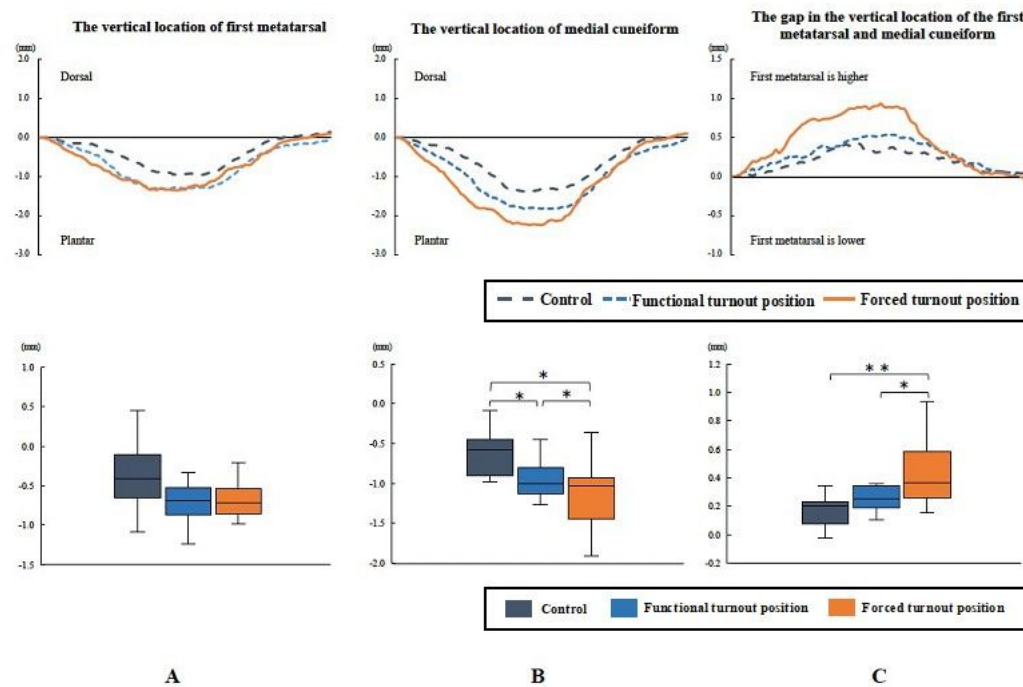 The vertical location of first metatarsal
(mm)
2.0
Dorsal
1.0
0.0
-1.0
-2.0
Plantar
-3.0
The vertical location of medial cuneiform
(mm)
2.0
Dorsal
1.0
0.0
-1.0
-2.0
Plantar
-3.0
The gap in the vertical location of the first
metatarsal and medial cuneiform
(mm)
1.5
First metatarsal is higher
1.0
0.5
0.0
0.5
First metatarsal is lower
1.0
Control Functional turnout position Forced turnout position
(mm)
1.0
0.5
0.0
-0.5
-1.0
-1.5
(mm)
0.5
0.0
-0.5
-1.0
-1.5
-2.0
*
*
*
(mm)
1.2
1.0
0.8
0.6
0.4
0.2
0.0
-0.2
**
*
Control Functional turnout position Forced turnout position
A B C